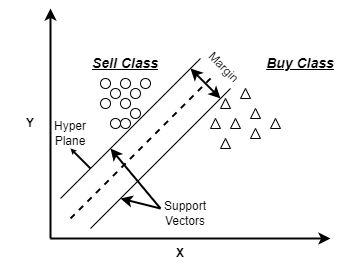 Sell Class
Buy Class
Margin
Y
Hyper
Plane
Support
Vectors
X